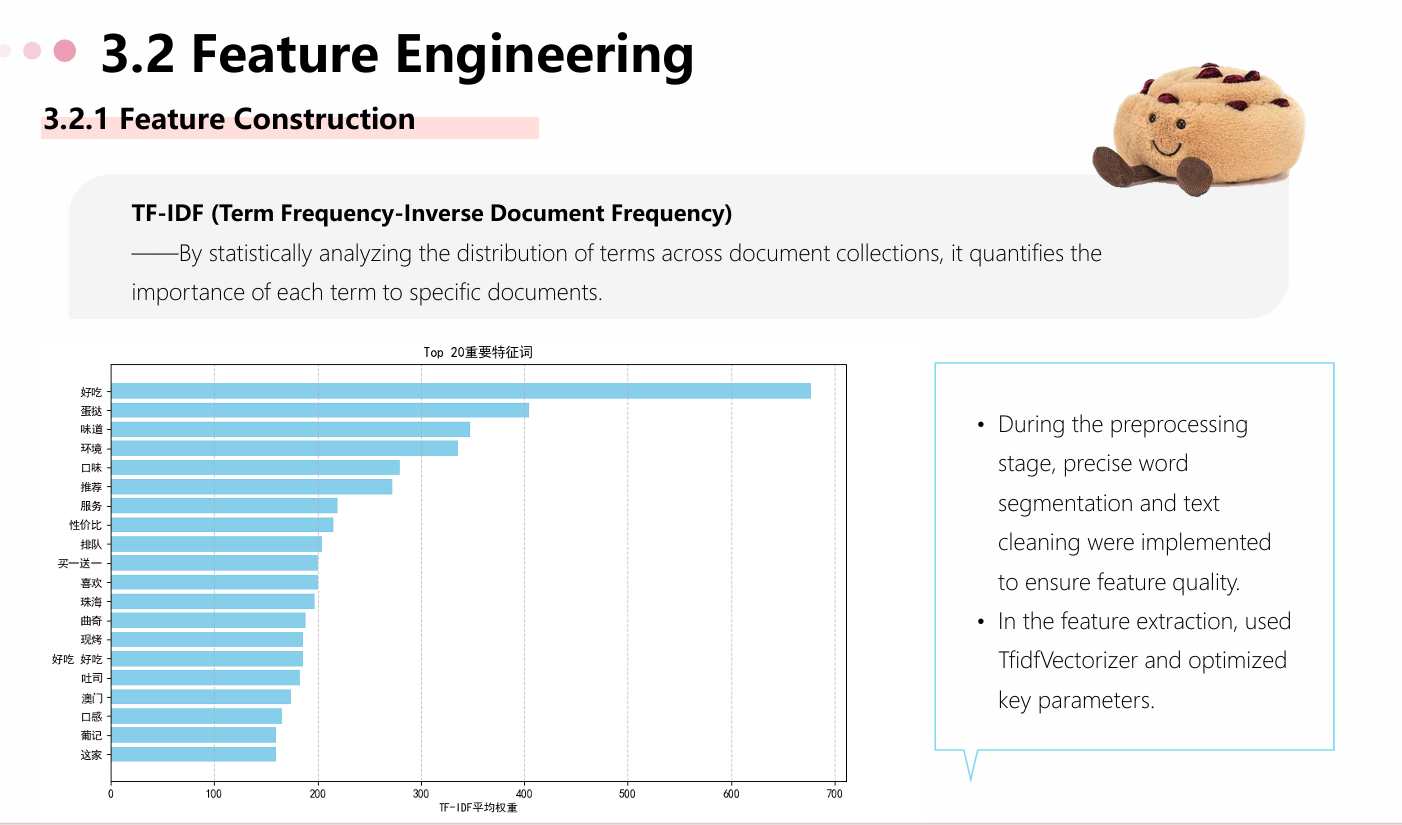 3.2 Feature Engineering
3.2.1 Feature Construction
TF-IDF (Term Frequency-Inverse Document Frequency)
——By statistically analyzing the distribution of terms across document collections, it quantifies the
importance of each term to specific documents.
Top 20重要特征词
好吃
蛋挞
味道
环境
口味
推荐
服务
性价比
排队
买一送一
喜欢
珠海
曲奇
现烤
好吃 好吃
吐司
澳门
口感
葡记
这家
0 100 200 300 400 500 600 700
TF-IDF平均权重
• During the preprocessing
stage, precise word
segmentation and text
cleaning were implemented
to ensure feature quality.
• In the feature extraction, used
TfidfVectorizer and optimized
key parameters.